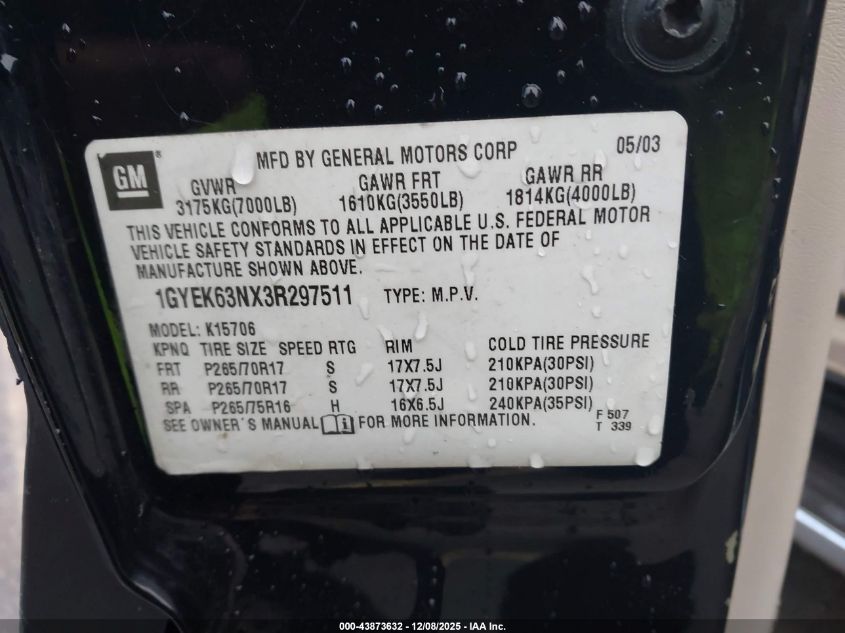 GM
MFD BY GENERAL MOTORS CORP 05/03
GVWR GAWR FRT GAWR RR
3175KG(7000LB) 1610KG(3550LB) 1814KG(4000LB)
THIS VEHICLE CONFORMS TO ALL APPLICABLE U.S. FEDERAL MOTOR
VEHICLE SAFETY STANDARDS IN EFFECT ON THE DATE OF
MANUFACTURE SHOWN ABOVE.
1GYEK63NX3R297511 TYPE: M.P.V.
MODEL: K15706
KPNQ TIRE SIZE SPEED RTG RIM COLD TIRE PRESSURE
FRT P265/70R17 S 17X7.5J 210KPA(30PSI)
RR P265/70R17 S 17X7.5J 210KPA(30PSI)
SPA P265/75R16 H 16X6.5J 240KPA(35PSI)
SEE OWNER'S MANUAL i FOR MORE INFORMATION.
F 507
T 339
000-43873632 - 12/08/2025 - IAA Inc.